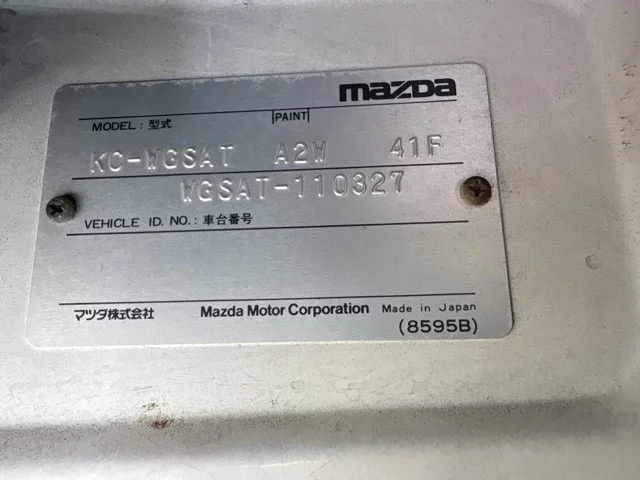 mazda
MODEL: 型式 PAINT
KC-WGSAT A2W 41F
WGSAT-110327
VEHICLE ID. NO.: 車台番号
マツダ株式会社 Mazda Motor Corporation Made in Japan
(8595B)